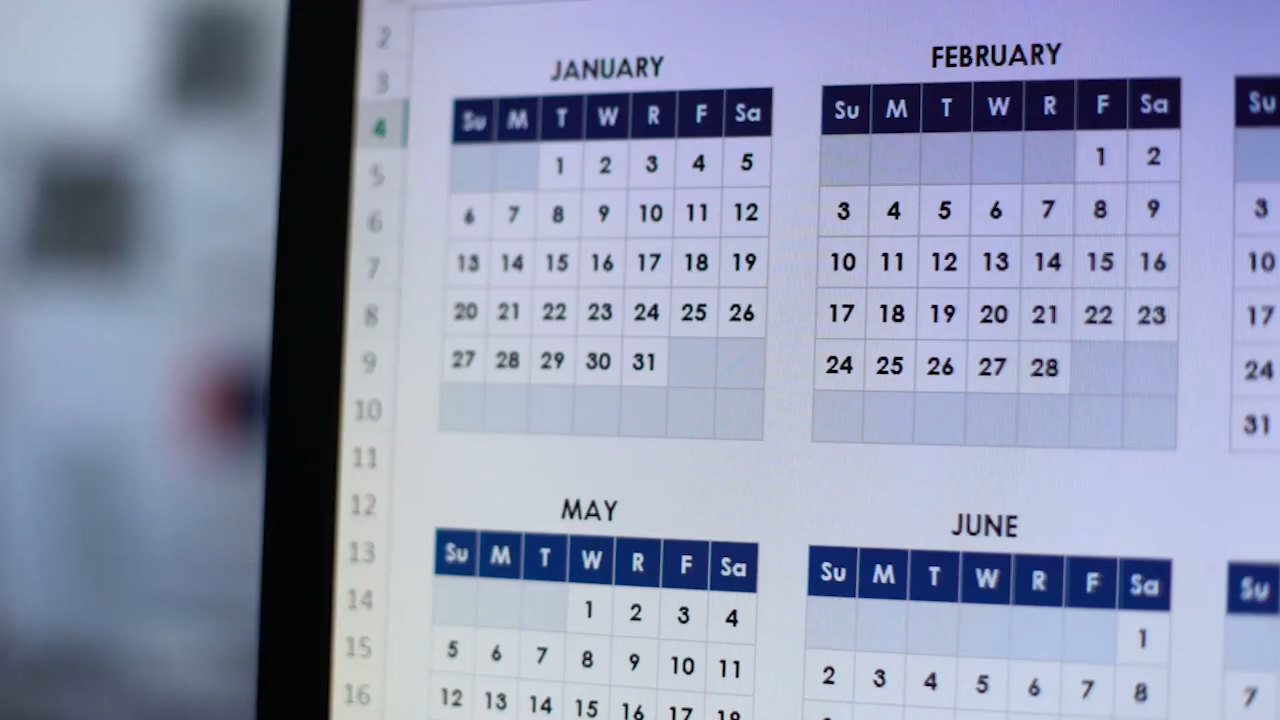 2
3
4
5
6
7
8
9
10
11
12
13
14
15
16
JANUARY
Su M T W R F Sa
1 2 3 4 5
6 7 8 9 10 11 12
13 14 15 16 17 18 19
20 21 22 23 24 25 26
27 28 29 30 31
FEBRUARY
Su M T W R F Sa
1 2
3 4 5 6 7 8 9
10 11 12 13 14 15 16
17 18 19 20 21 22 23
24 25 26 27 28
Su
3
10
17
24
31
MAY
Su M T W R F Sa
1 2 3 4
5 6 7 8 9 10 11
12 13 14 15 16 17 18
JUNE
Su M T W R F Sa
1
2 3 4 5 6 7 8
Su
7